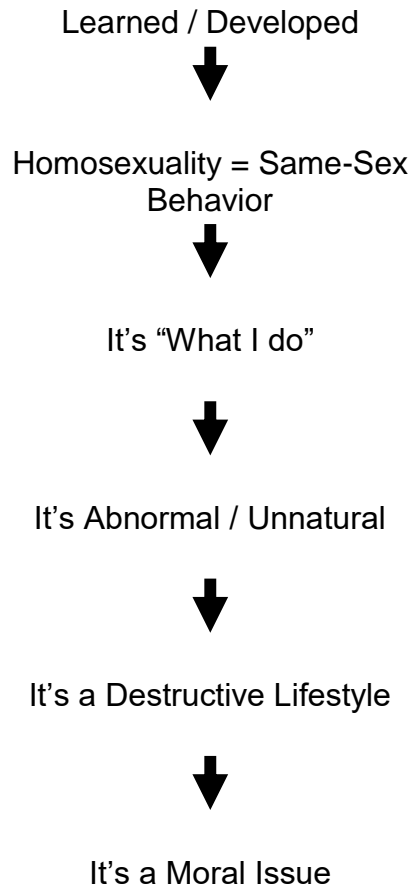 Learned / Developed
Homosexuality = Same-Sex
Behavior
It’s “What I do”
It’s Abnormal / Unnatural
It’s a Destructive Lifestyle
It’s a Moral Issue